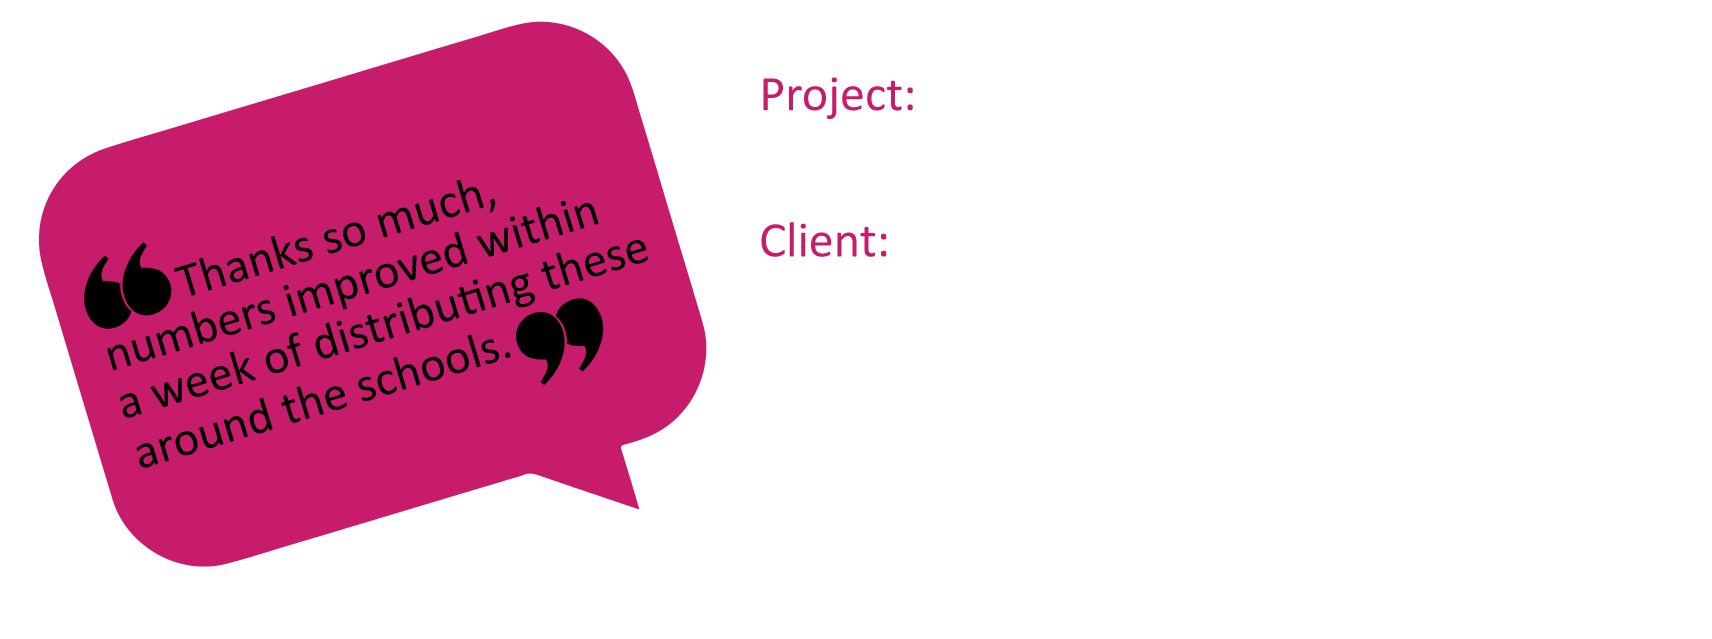 “Thanks so much,
numbers improved within
a week of distributing these
around the schools.”
Project:
Client: